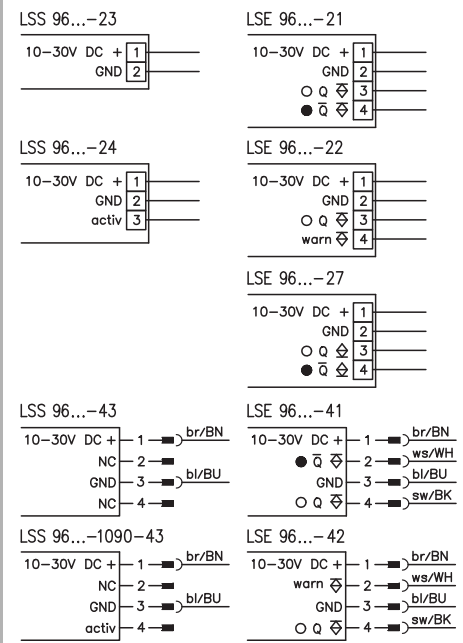 LSS 96...-23
10-30V DC + 1
GND 2
LSS 96...-24
10-30V DC + 1
GND 2
activ 3
LSS 96...-43
10-30V DC + 1 br/BN
NC 2
GND 3 bl/BU
NC 4
LSS 96...-1090-43
10-30V DC + 1 br/BN
NC 2
GND 3 bl/BU
activ 4
LSE 96...-21
10-30V DC + 1
GND 2
Q 3
Q̅ 4
LSE 96...-22
10-30V DC + 1
GND 2
Q 3
warn 4
LSE 96...-27
10-30V DC + 1
GND 2
Q 3
Q̅ 4
LSE 96...-41
10-30V DC + 1 br/BN
Q̅ 2 ws/WH
GND 3 bl/BU
Q 4 sw/BK
LSE 96...-42
10-30V DC + 1 br/BN
warn 2 ws/WH
GND 3 bl/BU
Q 4 sw/BK